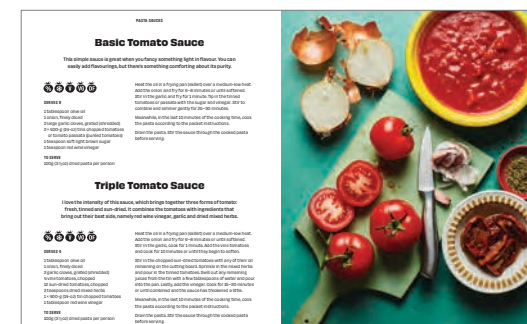 PASTA SAUCES
Basic Tomato Sauce
This simple sauce is great when you fancy something light in flavour. You can
easily add flavourings, but there's something comforting about its purity.
SERVES 4
1 tablespoon olive oil
1 onion, finely diced
2 large garlic cloves, grated (shredded)
2 × 400-g (14-oz) tins chopped tomatoes
or tomato passata (puréed tomatoes)
1 teaspoon soft light brown sugar
1 teaspoon red wine vinegar
TO SERVE
100g (3½oz) dried pasta per person
Heat the oil in a frying pan (skillet) over a medium-low heat.
Add the onion and fry for 6–8 minutes or until softened.
Stir in the garlic and fry for 1 minute. Tip in the tinned
tomatoes or passata with the sugar and vinegar. Stir to
combine and simmer gently for 25–30 minutes.
Meanwhile, in the last 10 minutes of the cooking time, cook
the pasta according to the packet instructions.
Drain the pasta. Stir the sauce through the cooked pasta
before serving.
Triple Tomato Sauce
I love the intensity of this sauce, which brings together three forms of tomato:
fresh, tinned and sun-dried. It combines the tomatoes with ingredients that
bring out their best side, namely red wine vinegar, garlic and dried mixed herbs.
SERVES 4
1 tablespoon olive oil
1 onion, finely diced
2 garlic cloves, grated (shredded)
4 vine tomatoes, diced
10 sun-dried tomatoes, chopped
2 teaspoons dried mixed herbs
1 × 400-g (14-oz) tin chopped tomatoes
1 tablespoon red wine vinegar
TO SERVE
100g (3½oz) dried pasta per person
Heat the oil in a frying pan (skillet) over a medium-low heat.
Add the onion and fry for 6–8 minutes or until softened.
Stir in the garlic, cook for 1 minute. Add the vine tomatoes
and cook for 10 minutes or until they begin to soften.
Stir in the chopped sun-dried tomatoes with any of their oil
remaining on the cutting board. Sprinkle in the mixed herbs
and pour in the tinned tomatoes. Swill out any remaining
juices from the tin with a few tablespoons of water and pour
into the pan. Lastly, add the vinegar. Cook for 25–30 minutes
or until combined and the sauce has thickened a little.
Meanwhile, in the last 10 minutes of the cooking time, cook
the pasta according to the packet instructions.
Drain the pasta. Stir the sauce through the cooked pasta
before serving.